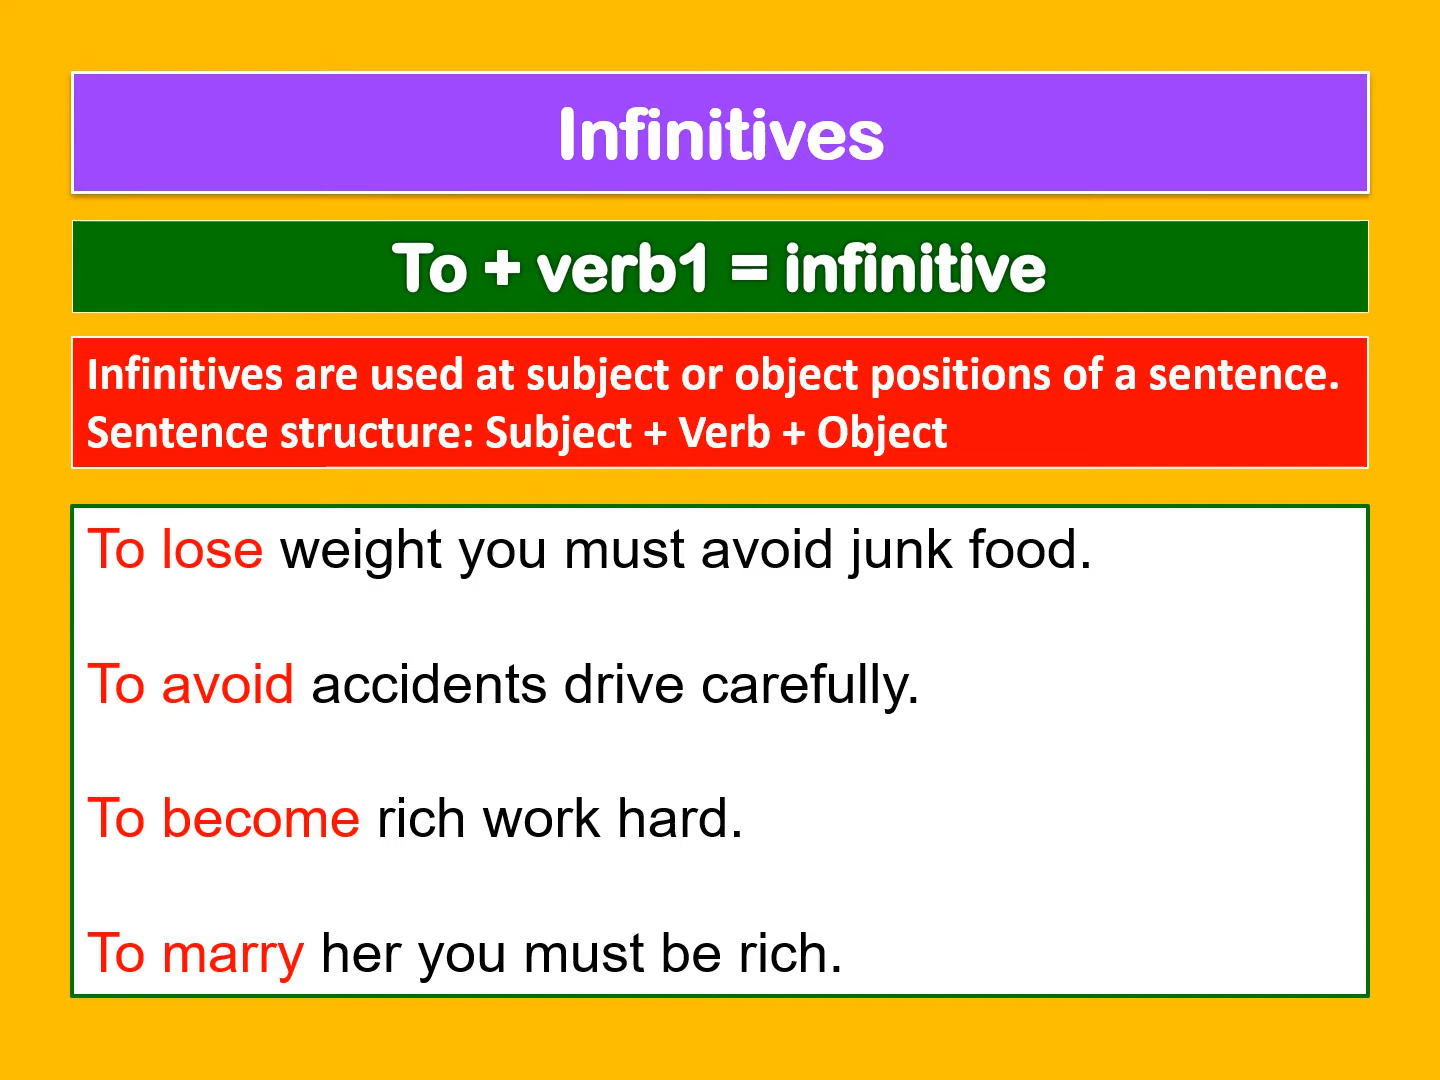 Infinitives
To + verb1 = infinitive
Infinitives are used at subject or object positions of a sentence.
Sentence structure: Subject + Verb + Object
To lose weight you must avoid junk food.
To avoid accidents drive carefully.
To become rich work hard.
To marry her you must be rich.